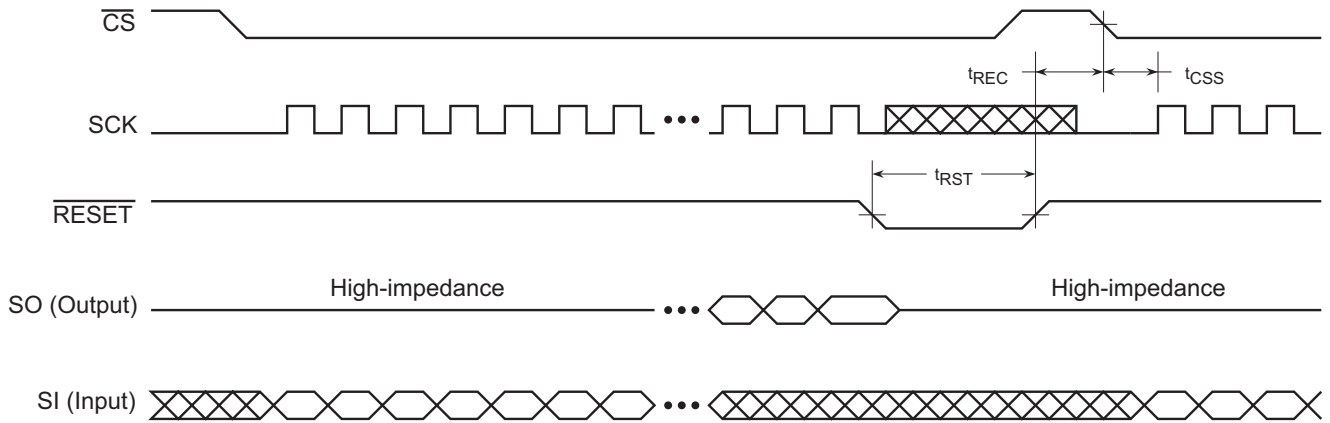 CS
tREC
tCSS
SCK
•••
tRST
RESET
High-impedance
High-impedance
SO (Output)
•••
SI (Input)
•••